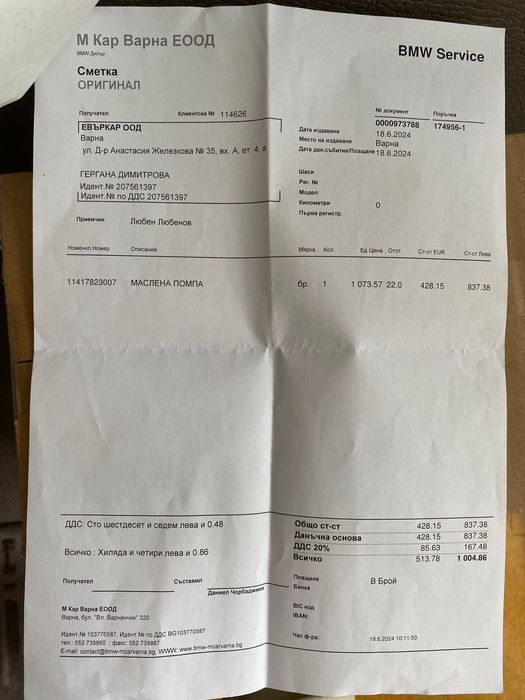 М Кар Варна ЕООД
BMW Дилър
BMW Service
Сметка
ОРИГИНАЛ
Получател Клиентски № 114626
ЕВЪРКАР ООД
Варна
ул. Д-р Анастасия Железкова № 35, вх. А, ет. 4, а
ГЕРГАНА ДИМИТРОВА
Идент.№ 207561397
Идент.№ по ДДС 207561397
№ документ Поръчка
0000973788 174956-1
Дата издаване 18.6.2024
Място на издаване Варна
Дата дан.събитие/Плащане 18.6.2024
Шаси
Рег. №
Модел
Километри 0
Първа регистр.
Приемчик Любен Любенов
Номенкл.Номер Описание Мярка Кол. Ед Цена Отст Ст-ст EUR Ст-ст Лева
11417823007 МАСЛЕНА ПОМПА бр. 1 1 073.57 22.0 428.15 837.38
ДДС: Сто шестдесет и седем лева и 0.48
Всичко : Хиляда и четири лева и 0.86
Общо ст-ст 428.15 837.38
Данъчна основа 428.15 837.38
ДДС 20% 85.63 167.48
Всичко 513.78 1 004.86
Получател Съставил
Даниел Чорбаджиев
Плащане В Брой
Банка
BIC код
IBAN:
Час ф-ра: 18.6.2024 10:11:50
М Кар Варна ЕООД
Варна, бул. "Вл. Варненчик" 320
Идент № 103770587, Идент.№ по ДДС BG103770587
тел.: 052 739860 ; факс: 052 739867
E-mail: contact@bmw-mcarvarna.bg, WWW: www.bmw-mcarvarna.bg